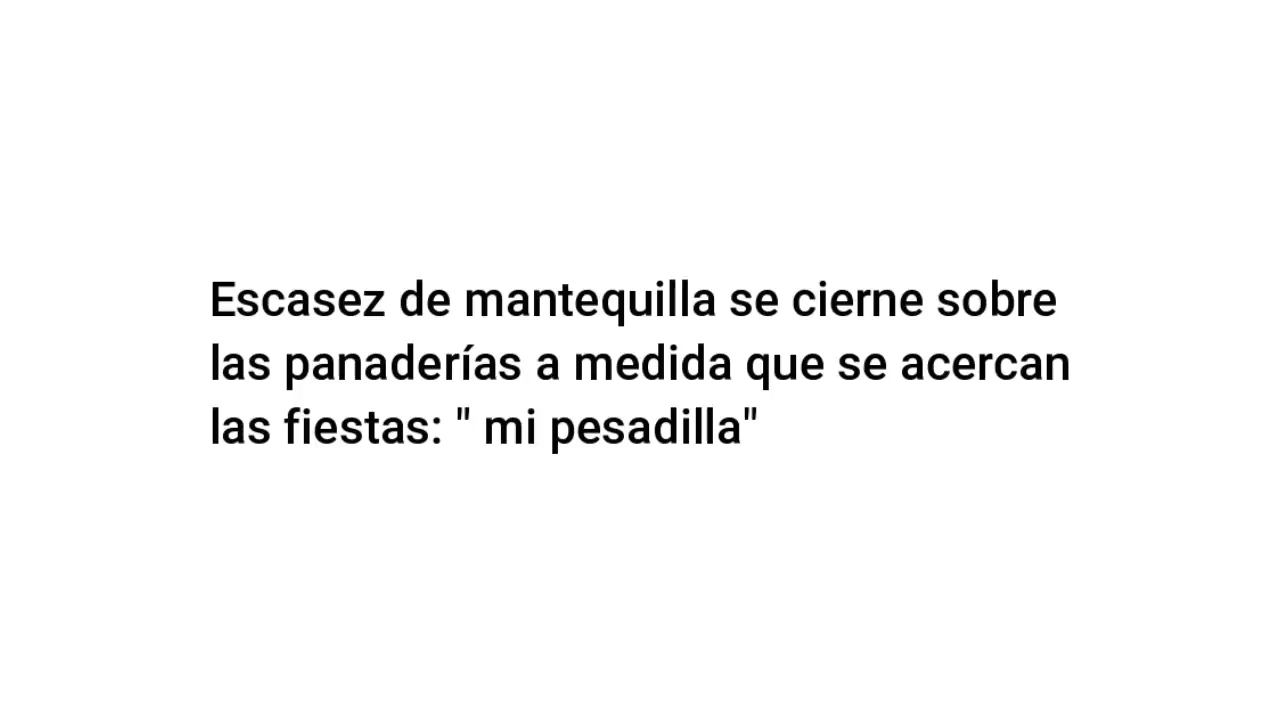 Escasez de mantequilla se cierne sobre
las panaderías a medida que se acercan
las fiestas: " mi pesadilla"